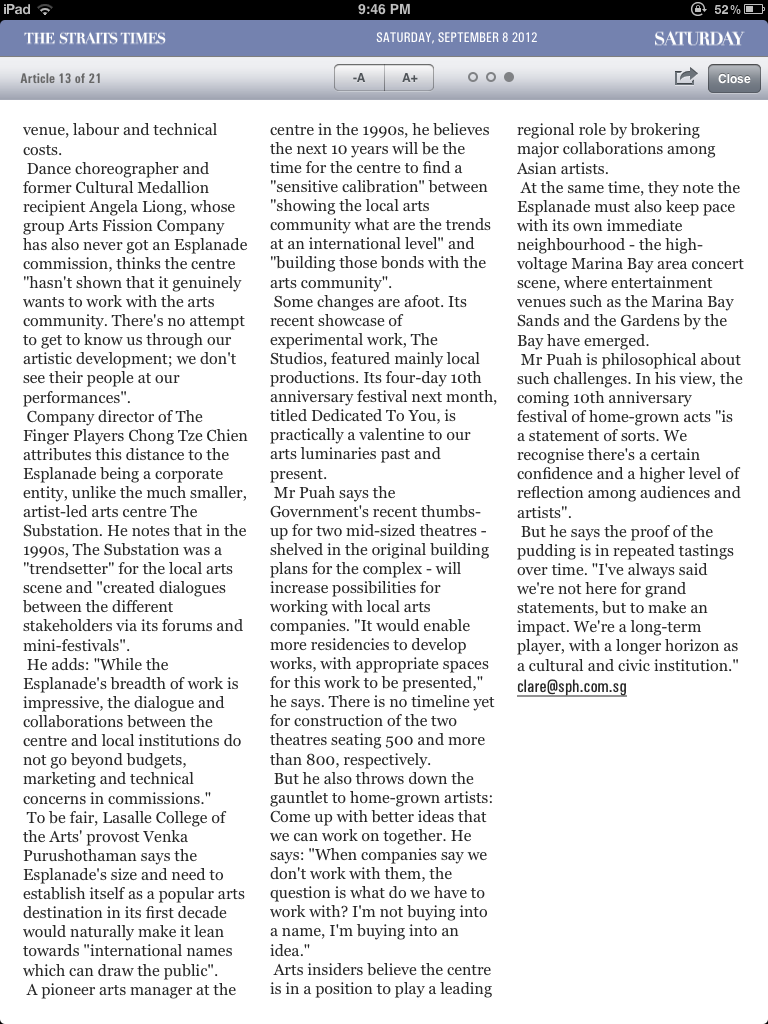 iPad
9:46 PM
52%
THE STRAITS TIMES
SATURDAY, SEPTEMBER 8 2012
SATURDAY
Article 13 of 21
-A
A+
Close
venue, labour and technical
costs.
Dance choreographer and
former Cultural Medallion
recipient Angela Liong, whose
group Arts Fission Company
has also never got an Esplanade
commission, thinks the centre
"hasn't shown that it genuinely
wants to work with the arts
community. There's no attempt
to get to know us through our
artistic development; we don't
see their people at our
performances".
Company director of The
Finger Players Chong Tze Chien
attributes this distance to the
Esplanade being a corporate
entity, unlike the much smaller,
artist-led arts centre The
Substation. He notes that in the
1990s, The Substation was a
"trendsetter" for the local arts
scene and "created dialogues
between the different
stakeholders via its forums and
mini-festivals".
He adds: "While the
Esplanade's breadth of work is
impressive, the dialogue and
collaborations between the
centre and local institutions do
not go beyond budgets,
marketing and technical
concerns in commissions."
To be fair, Lasalle College of
the Arts' provost Venka
Purushothaman says the
Esplanade's size and need to
establish itself as a popular arts
destination in its first decade
would naturally make it lean
towards "international names
which can draw the public".
A pioneer arts manager at the
centre in the 1990s, he believes
the next 10 years will be the
time for the centre to find a
"sensitive calibration" between
"showing the local arts
community what are the trends
at an international level" and
"building those bonds with the
arts community".
Some changes are afoot. Its
recent showcase of
experimental work, The
Studios, featured mainly local
productions. Its four-day 10th
anniversary festival next month,
titled Dedicated To You, is
practically a valentine to our
arts luminaries past and
present.
Mr Puah says the
Government's recent thumbs-
up for two mid-sized theatres -
shelved in the original building
plans for the complex - will
increase possibilities for
working with local arts
companies. "It would enable
more residencies to develop
works, with appropriate spaces
for this work to be presented,"
he says. There is no timeline yet
for construction of the two
theatres seating 500 and more
than 800, respectively.
But he also throws down the
gauntlet to home-grown artists:
Come up with better ideas that
we can work on together. He
says: "When companies say we
don't work with them, the
question is what do we have to
work with? I'm not buying into
a name, I'm buying into an
idea."
Arts insiders believe the centre
is in a position to play a leading
regional role by brokering
major collaborations among
Asian artists.
At the same time, they note the
Esplanade must also keep pace
with its own immediate
neighbourhood - the high-
voltage Marina Bay area concert
scene, where entertainment
venues such as the Marina Bay
Sands and the Gardens by the
Bay have emerged.
Mr Puah is philosophical about
such challenges. In his view, the
coming 10th anniversary
festival of home-grown acts "is
a statement of sorts. We
recognise there's a certain
confidence and a higher level of
reflection among audiences and
artists".
But he says the proof of the
pudding is in repeated tastings
over time. "I've always said
we're not here for grand
statements, but to make an
impact. We're a long-term
player, with a longer horizon as
a cultural and civic institution."
clare@sph.com.sg